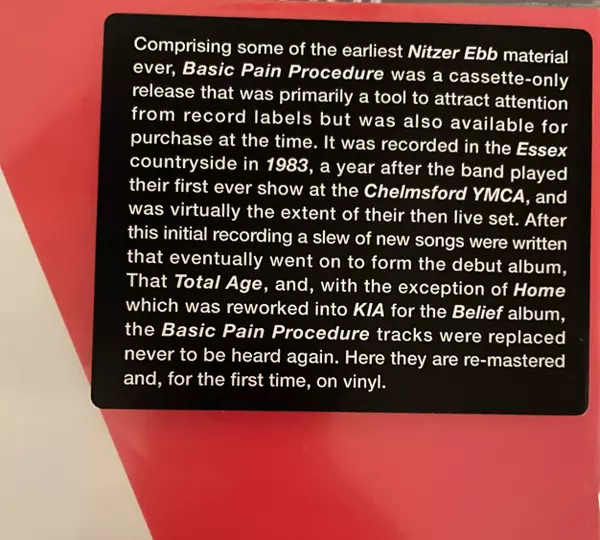 Comprising some of the earliest Nitzer Ebb material
ever, Basic Pain Procedure was a cassette-only
release that was primarily a tool to attract attention
from record labels but was also available for
purchase at the time. It was recorded in the Essex
countryside in 1983, a year after the band played
their first ever show at the Chelmsford YMCA, and
was virtually the extent of their then live set. After
this initial recording a slew of new songs were written
that eventually went on to form the debut album,
That Total Age, and, with the exception of Home
which was reworked into KIA for the Belief album,
the Basic Pain Procedure tracks were replaced
never to be heard again. Here they are re-mastered
and, for the first time, on vinyl.